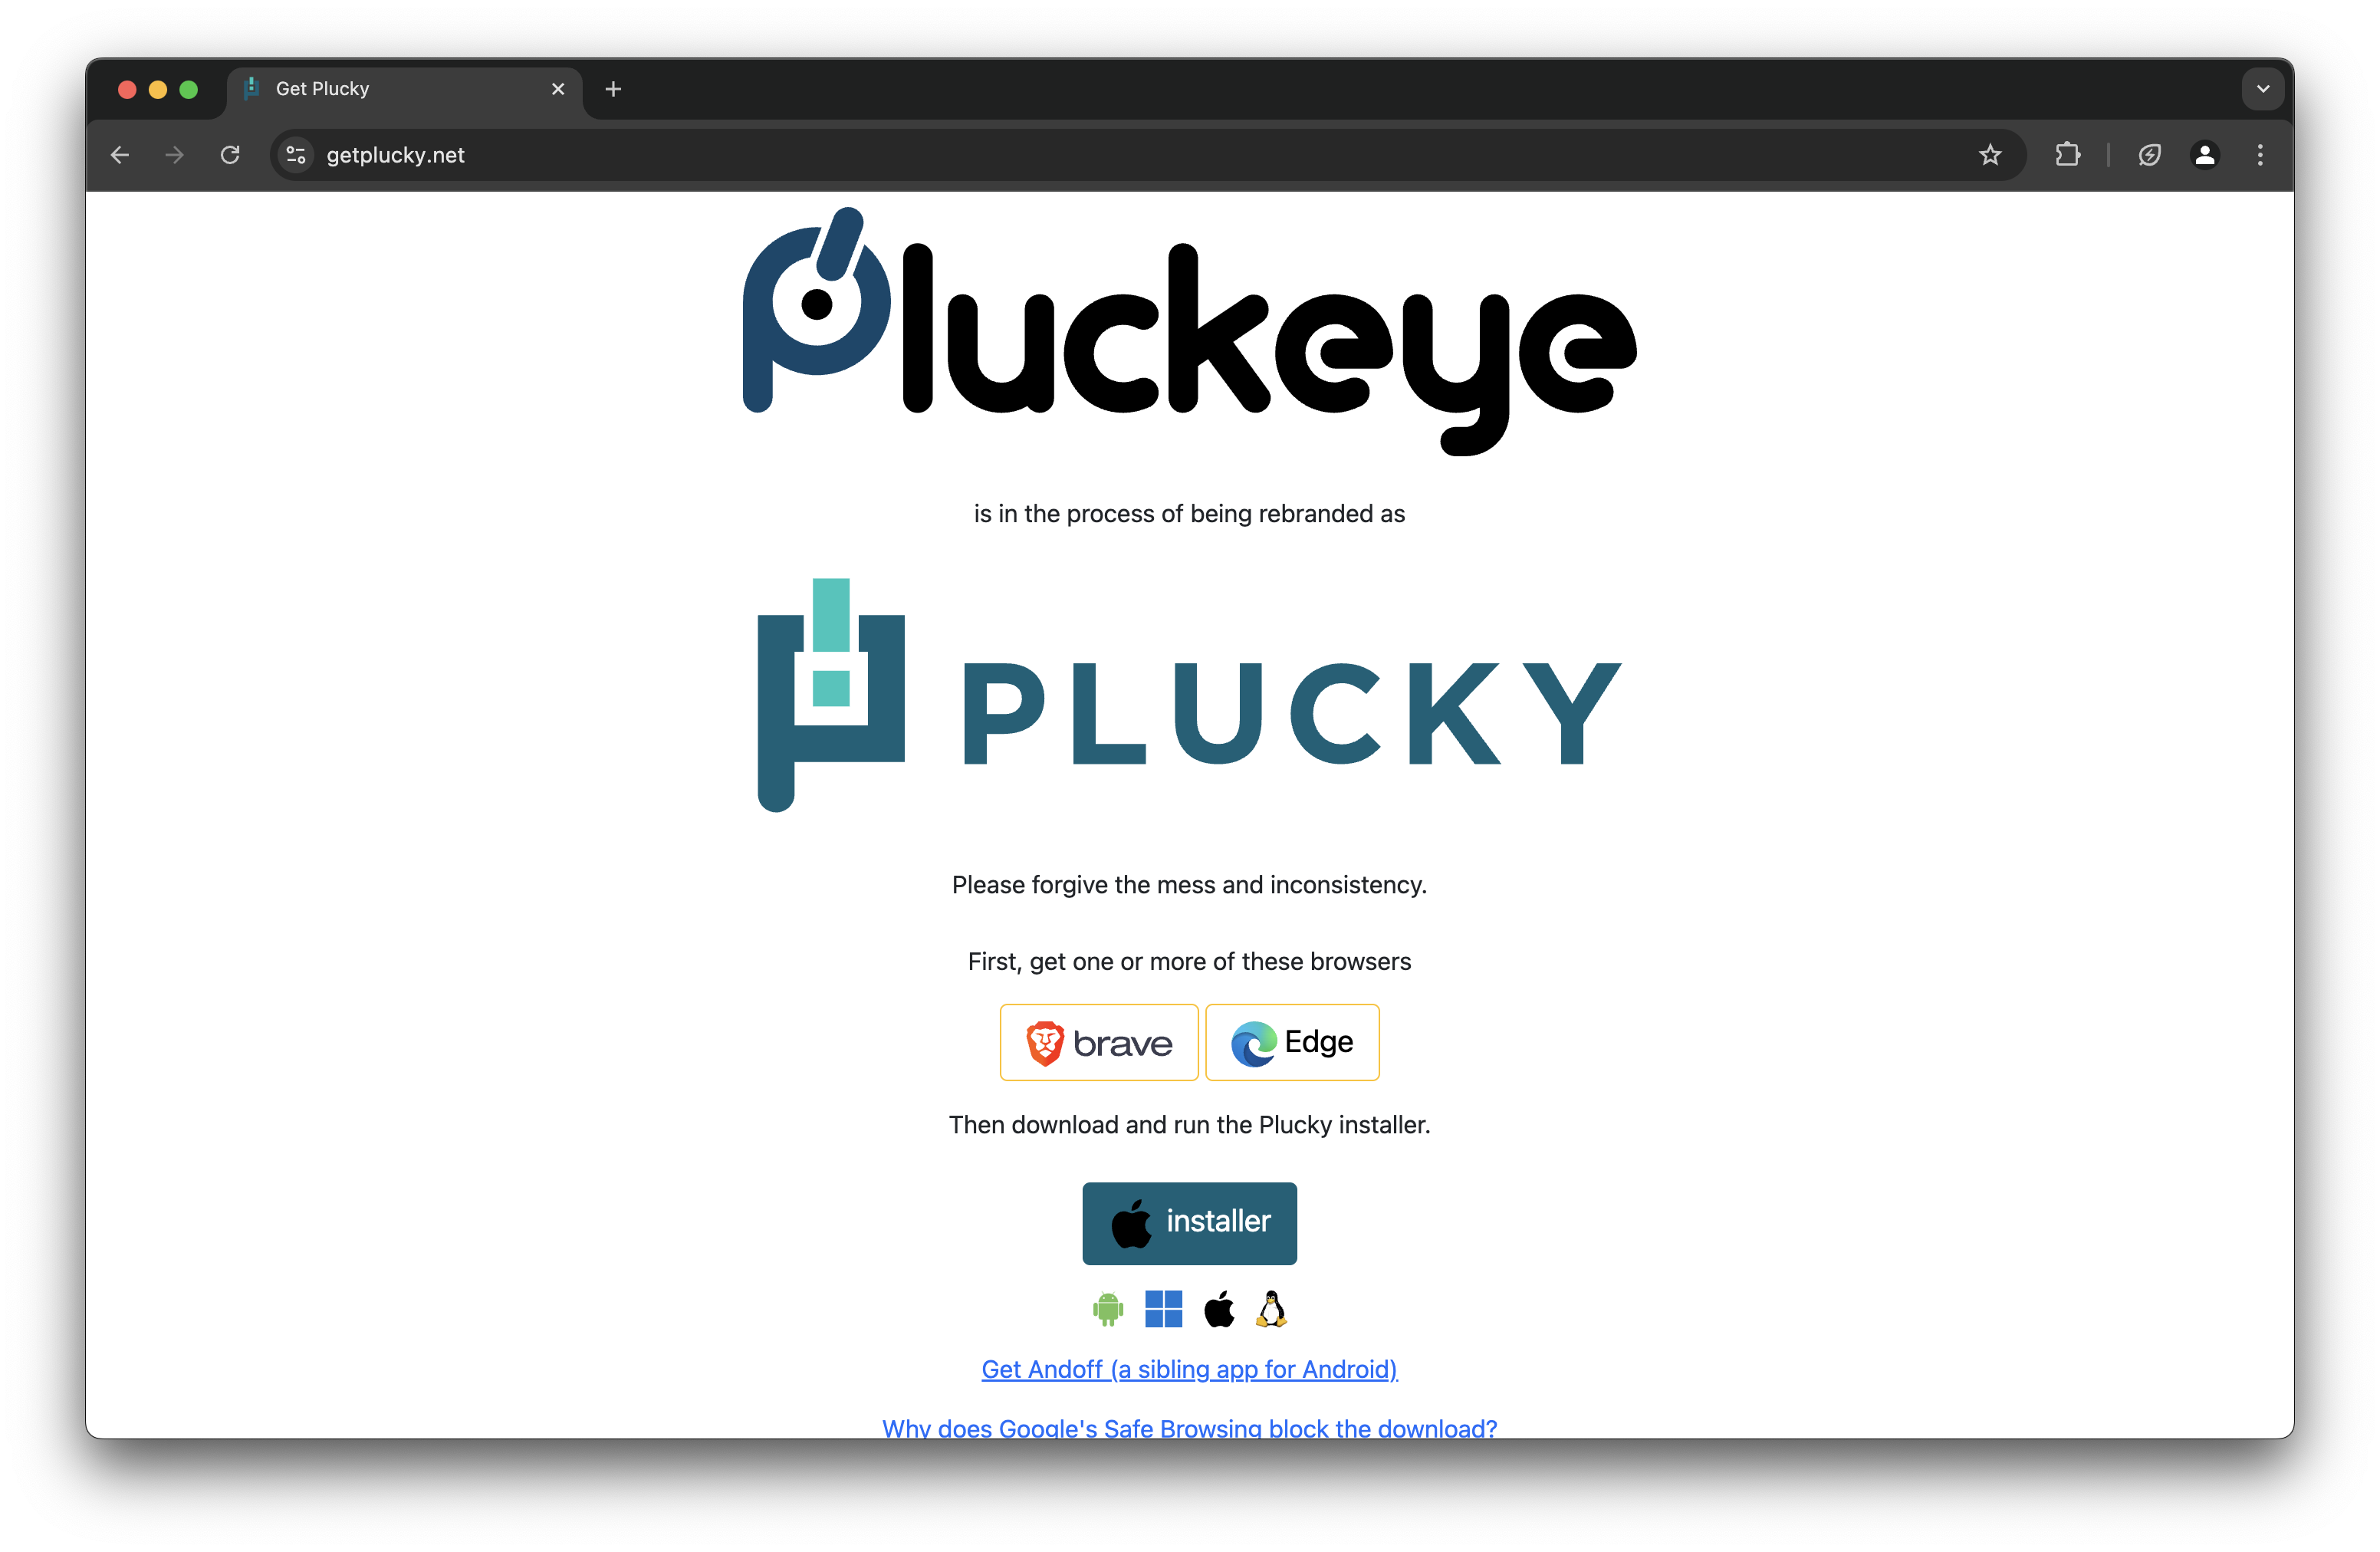 Get Plucky
getplucky.net
pluckeye
is in the process of being rebranded as
PLUCKY
Please forgive the mess and inconsistency.
First, get one or more of these browsers
brave Edge
Then download and run the Plucky installer.
installer
Get Andoff (a sibling app for Android)
Why does Google's Safe Browsing block the download?